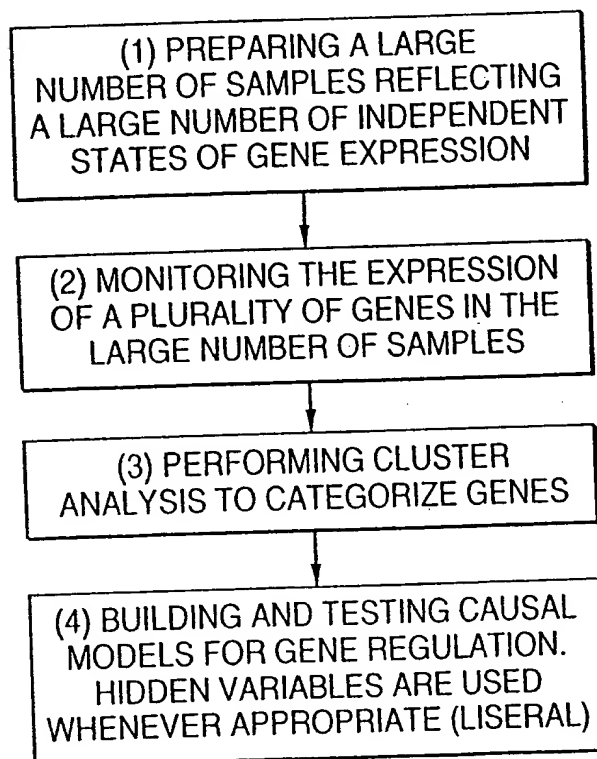 (1) PREPARING A LARGE
NUMBER OF SAMPLES REFLECTING
A LARGE NUMBER OF INDEPENDENT
STATES OF GENE EXPRESSION
(2) MONITORING THE EXPRESSION
OF A PLURALITY OF GENES IN THE
LARGE NUMBER OF SAMPLES
(3) PERFORMING CLUSTER
ANALYSIS TO CATEGORIZE GENES
(4) BUILDING AND TESTING CAUSAL
MODELS FOR GENE REGULATION.
HIDDEN VARIABLES ARE USED
WHENEVER APPROPRIATE (LISERAL)